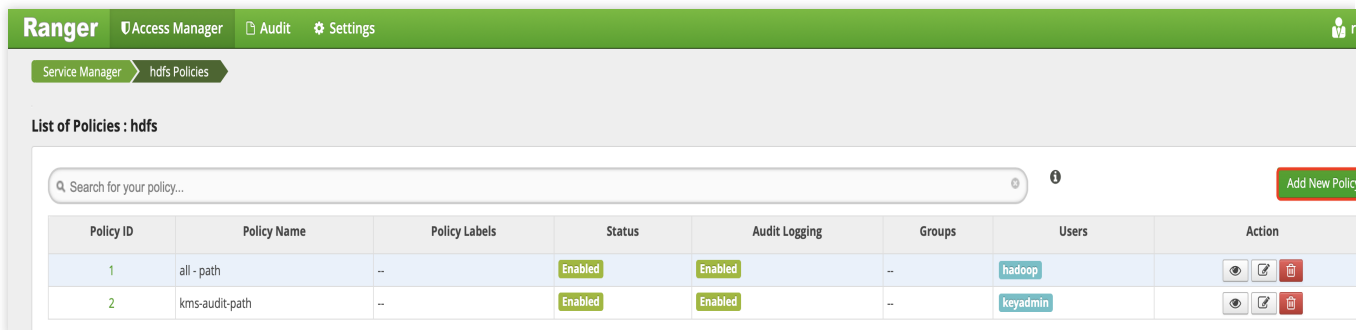 Ranger Access Manager Audit Settings
Service Manager hdfs Policies
List of Policies : hdfs
Search for your policy...
Add New Policy
Policy ID Policy Name Policy Labels Status Audit Logging Groups Users Action
1 all - path -- Enabled Enabled -- hadoop
2 kms-audit-path -- Enabled Enabled -- keyadmin